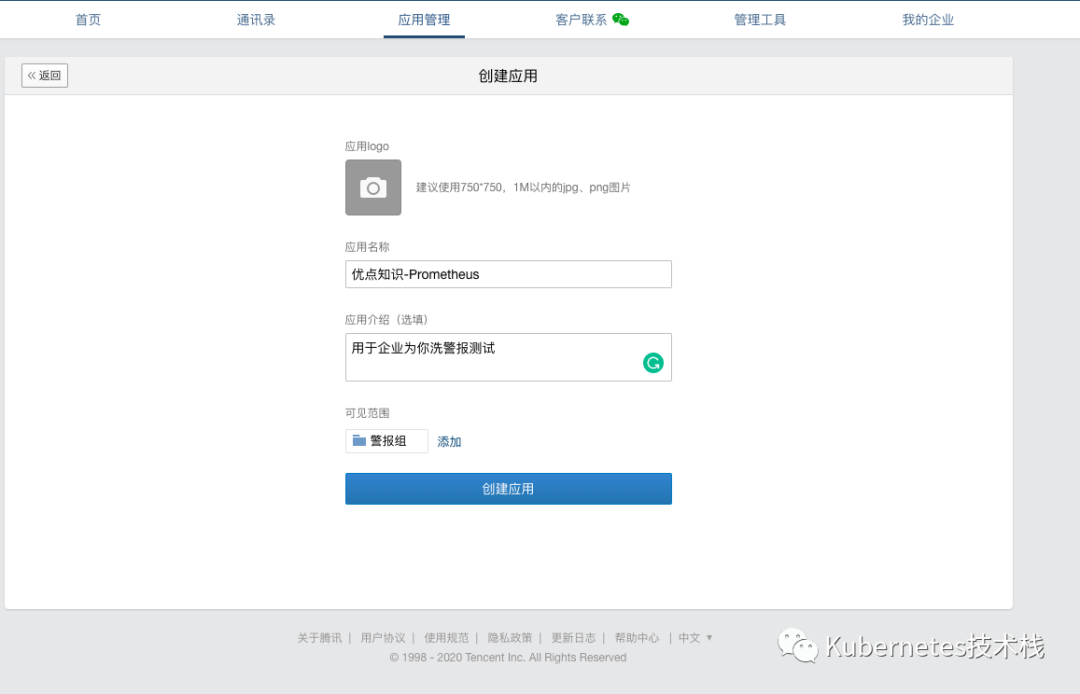 首页 通讯录 应用管理 客户联系 管理工具 我的企业
« 返回 创建应用
应用logo
建议使用750*750，1M以内的jpg、png图片
应用名称
优点知识-Prometheus
应用介绍（选填）
用于企业为你洗警报测试
可见范围
警报组 添加
创建应用
关于腾讯 | 用户协议 | 使用规范 | 隐私政策 | 更新日志 | 帮助中心 | 中文 ▼
© 1998 - 2020 Tencent Inc. All Rights Reserved
Kubernetes技术栈